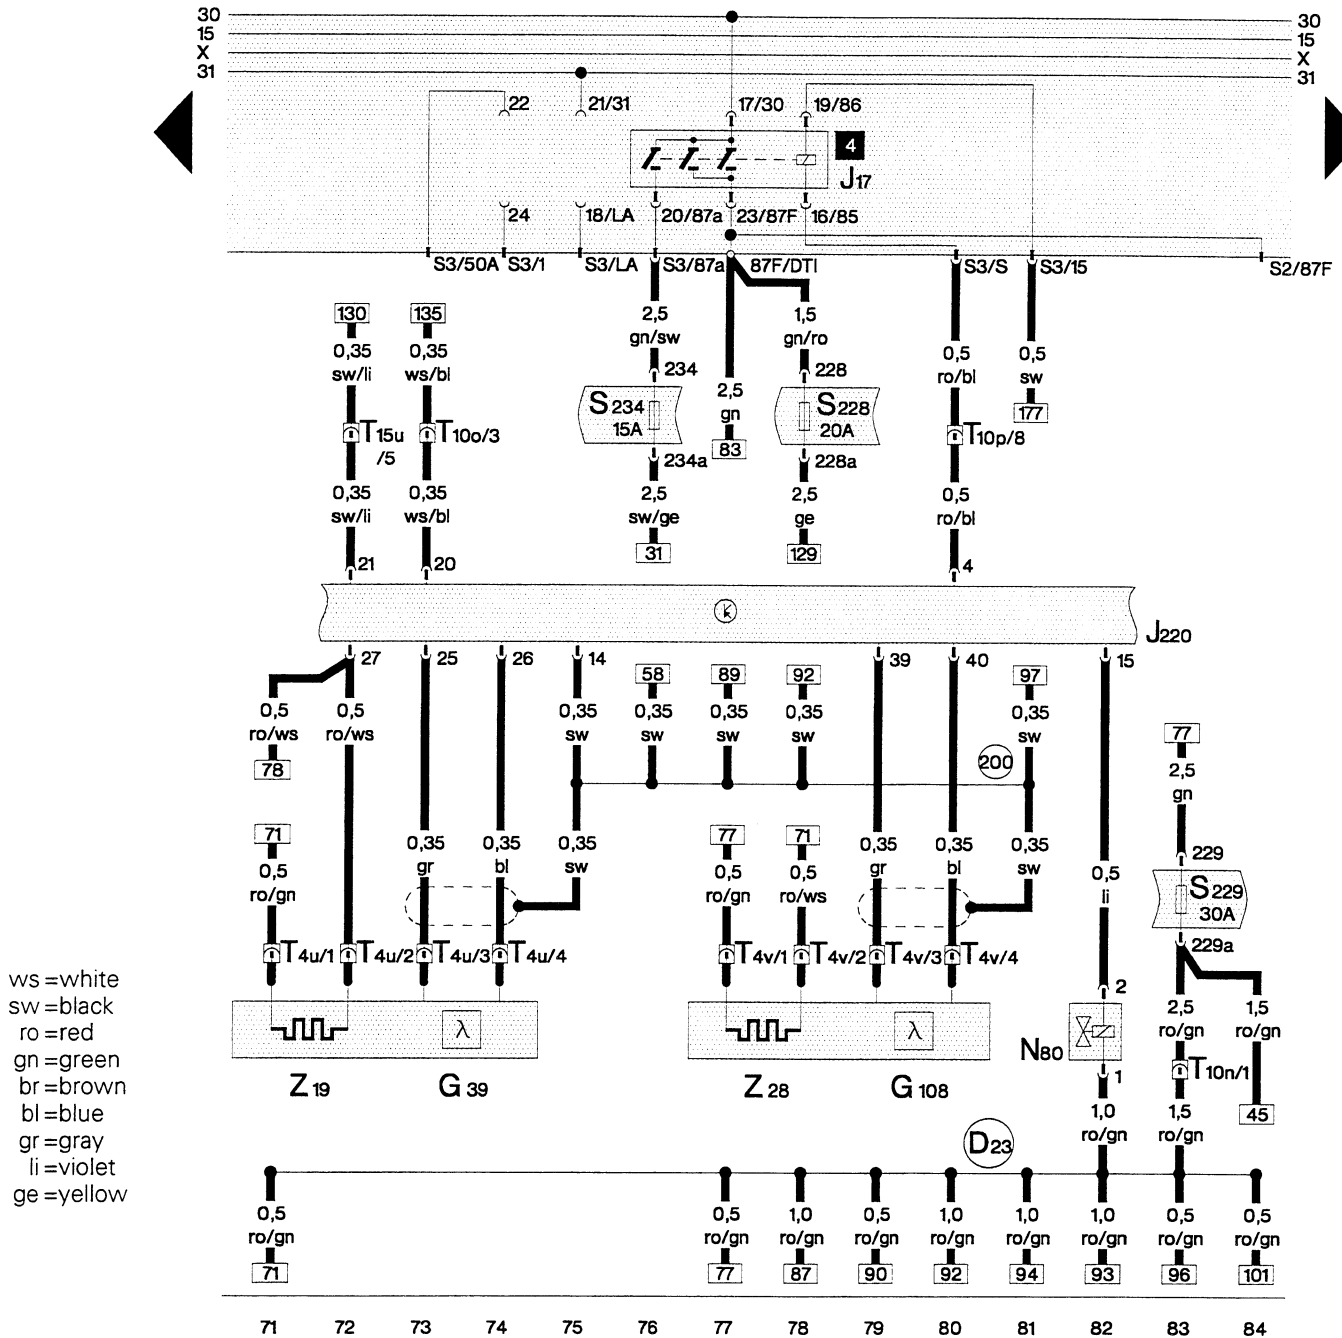 30 30
15 15
X X
31 31
22 21/31 17/30 19/86
4
J17
24 18/LA 20/87a 23/87F 16/85
S3/50A S3/1 S3/LA S3/87a 87F/DTI S3/S S3/15 S2/87F
130 135 2,5 1,5
gn/sw gn/ro
0,35 0,35 0,5 0,5
sw/li ws/bl ro/bl sw
234 228
2,5
gn
177
S234 S228
15A 20A
T15u T10o/3 T10p/8
/5
83
234a 228a
0,35 0,35 2,5 2,5 0,5
sw/li ws/bl sw/ge ge ro/bl
31 129
21 20 4
J220
27 25 26 14 39 40 15
58 89 92 97
0,5 0,5 0,35 0,35 0,35 0,35 0,35
ro/ws ro/ws sw sw sw sw sw
77
78 200 2,5
gn
71 77 71
0,35 0,35 0,35 0,35 0,35 0,35
gr bl sw gr bl sw
229
0,5 0,5 0,5 0,5
ro/gn ro/gn ro/ws li
S229
30A
229a
T4u/1 T4u/2 T4u/3 T4u/4 T4v/1 T4v/2 T4v/3 T4v/4
2
2,5 1,5
ro/gn ro/gn
λ λ
N80
T10n/1
1
Z19 G39 Z28 G108
1,0 1,5 45
ro/gn ro/gn
D23
ws=white
sw=black
ro=red
gn=green
br=brown
bl=blue
gr=gray
li=violet
ge=yellow
0,5 0,5 1,0 0,5 1,0 1,0 1,0 0,5 0,5
ro/gn ro/gn ro/gn ro/gn ro/gn ro/gn ro/gn ro/gn ro/gn
71 77 87 90 92 94 93 96 101
71 72 73 74 75 76 77 78 79 80 81 82 83 84